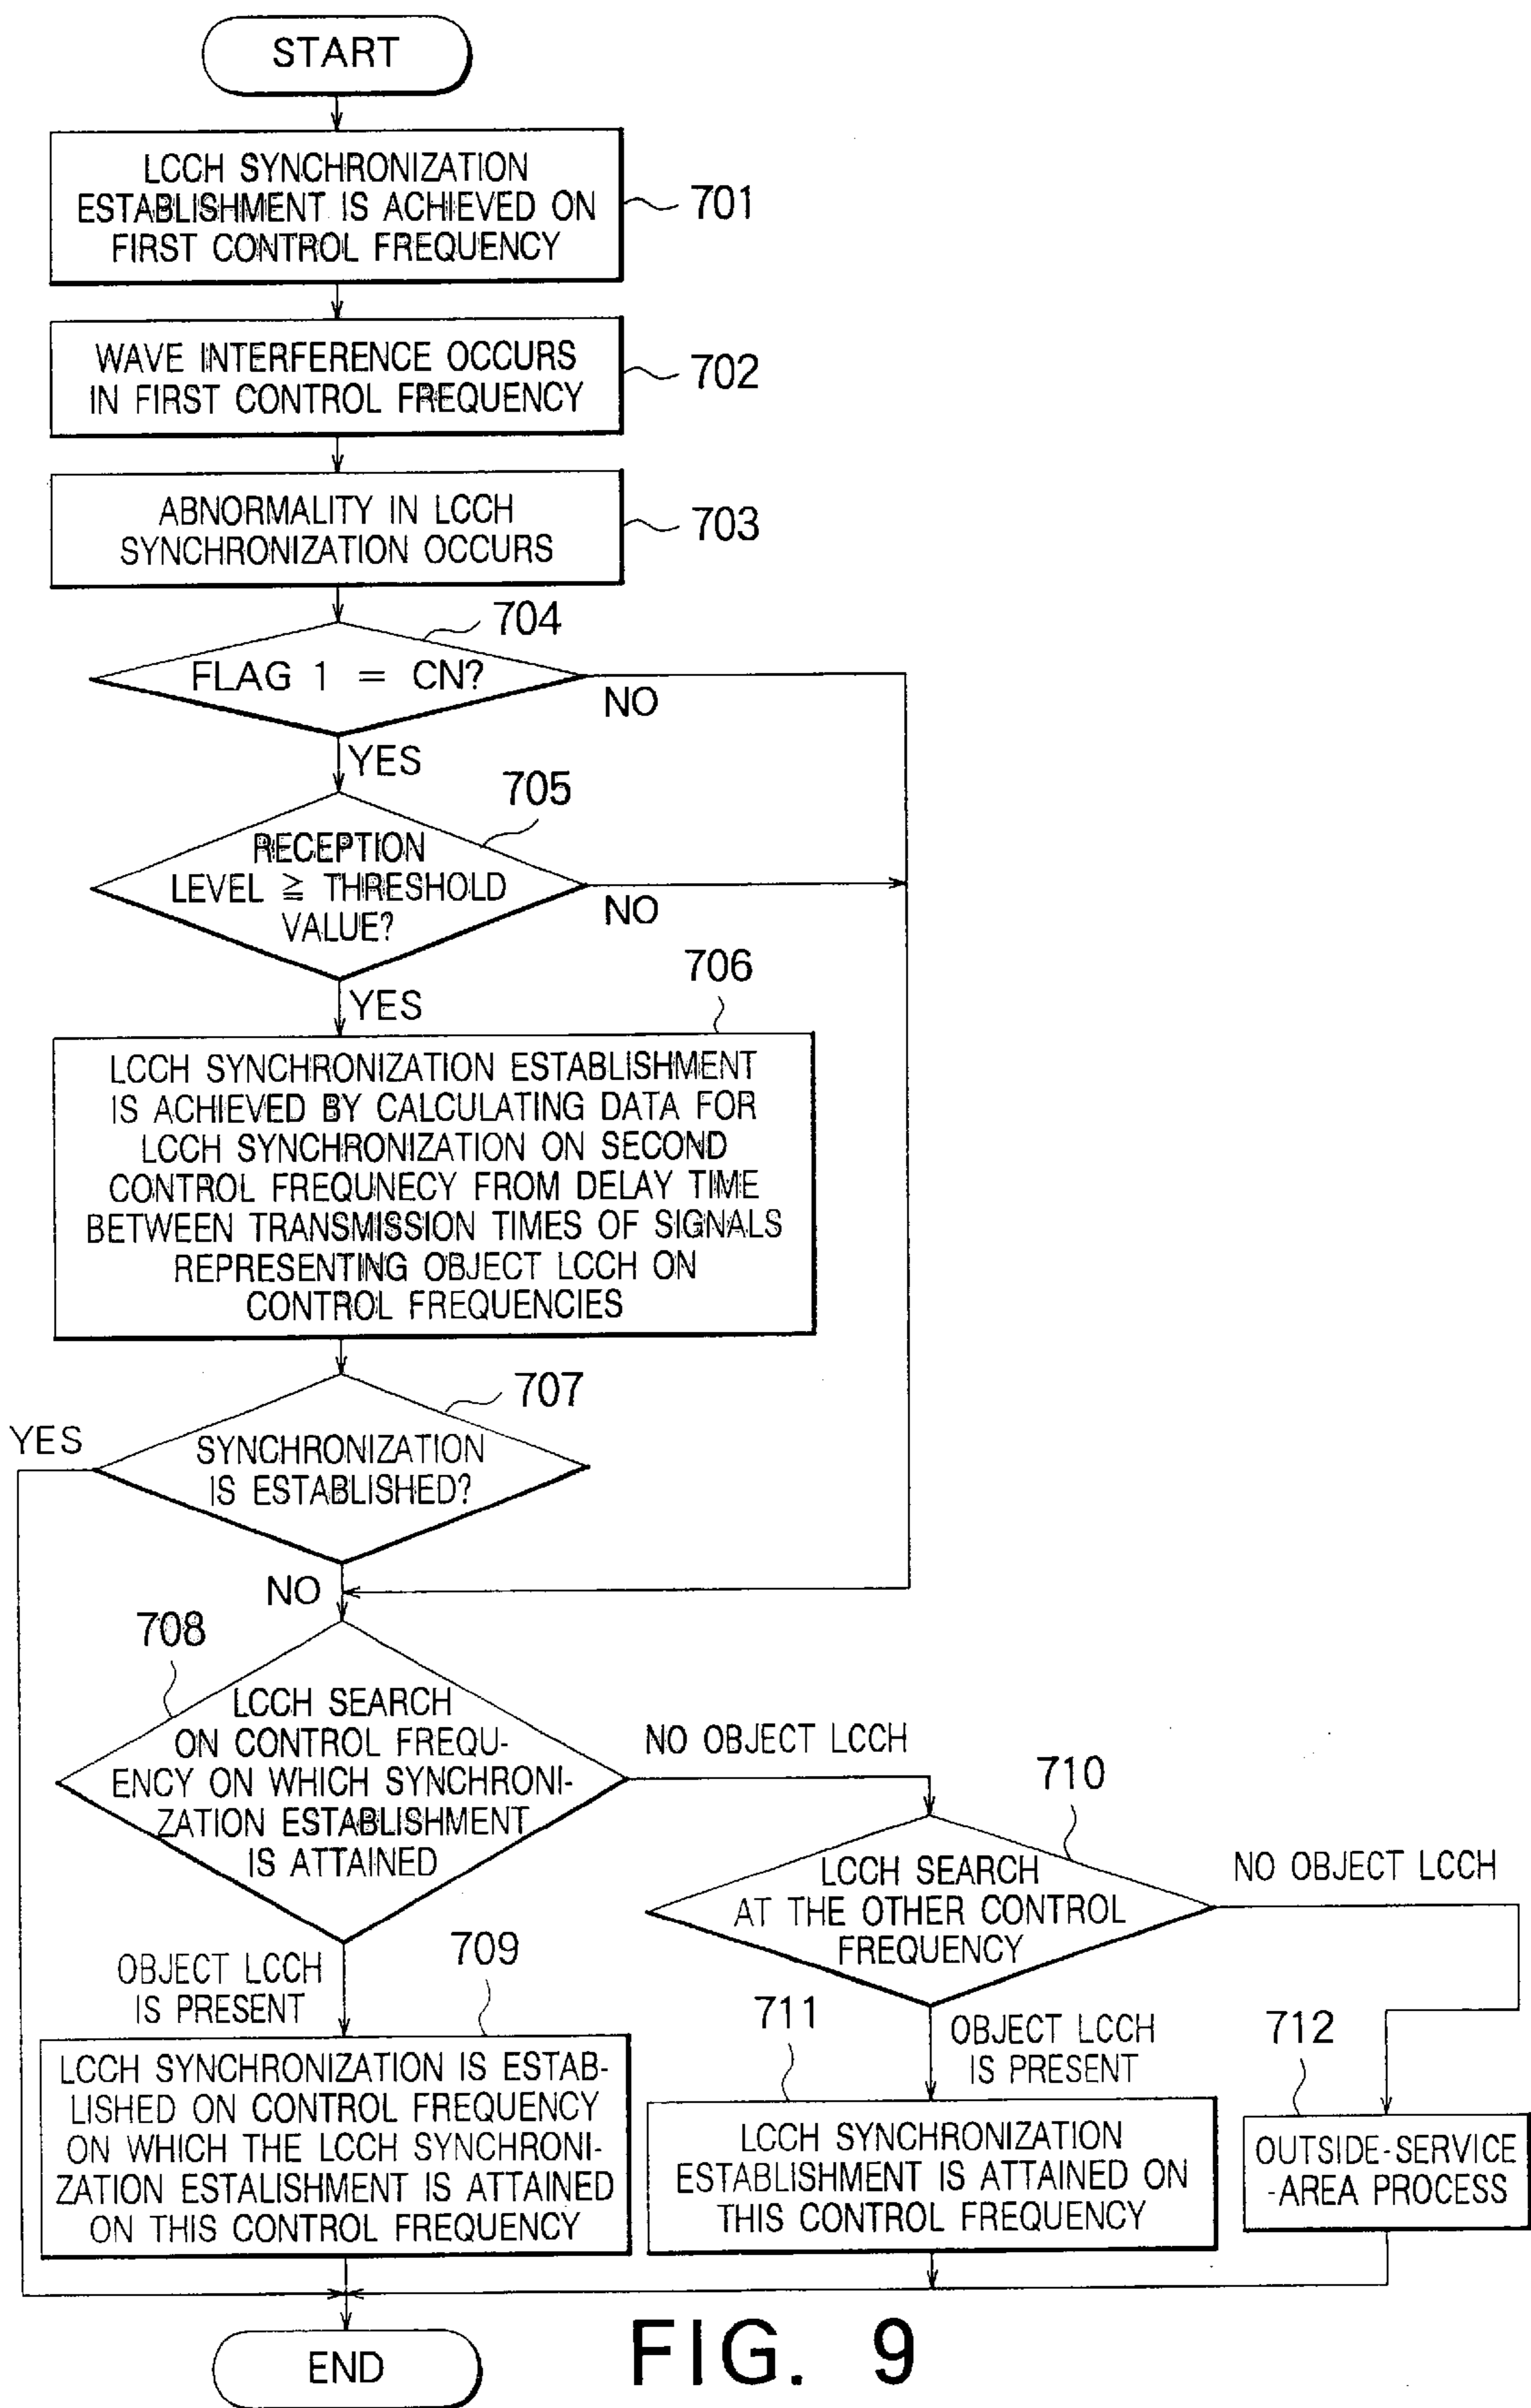 START
LCCH SYNCHRONIZATION
ESTABLISHMENT IS ACHIEVED ON
FIRST CONTROL FREQUENCY
701
WAVE INTERFERENCE OCCURS
IN FIRST CONTROL FREQUENCY
702
ABNORMALITY IN LCCH
SYNCHRONIZATION OCCURS
703
704
FLAG 1 = CN?
NO
YES
705
RECEPTION
LEVEL ≧ THRESHOLD
VALUE?
NO
YES
706
LCCH SYNCHRONIZATION ESTABLISHMENT
IS ACHIEVED BY CALCULATING DATA FOR
LCCH SYNCHRONIZATION ON SECOND
CONTROL FREQUNECY FROM DELAY TIME
BETWEEN TRANSMISSION TIMES OF SIGNALS
REPRESENTING OBJECT LCCH ON
CONTROL FREQUENCIES
707
YES
SYNCHRONIZATION
IS ESTABLISHED?
NO
708
LCCH SEARCH
ON CONTROL FREQU-
ENCY ON WHICH SYNCHRONI-
ZATION ESTABLISHMENT
IS ATTAINED
NO OBJECT LCCH
710
LCCH SEARCH
AT THE OTHER CONTROL
FREQUENCY
NO OBJECT LCCH
OBJECT LCCH
IS PRESENT
709
LCCH SYNCHRONIZATION IS ESTAB-
LISHED ON CONTROL FREQUENCY
ON WHICH THE LCCH SYNCHRONI-
ZATION ESTALISHMENT IS ATTAINED
ON THIS CONTROL FREQUENCY
711
OBJECT LCCH
IS PRESENT
LCCH SYNCHRONIZATION
ESTABLISHMENT IS ATTAINED ON
THIS CONTROL FREQUENCY
712
OUTSIDE-SERVICE
-AREA PROCESS
END
FIG. 9